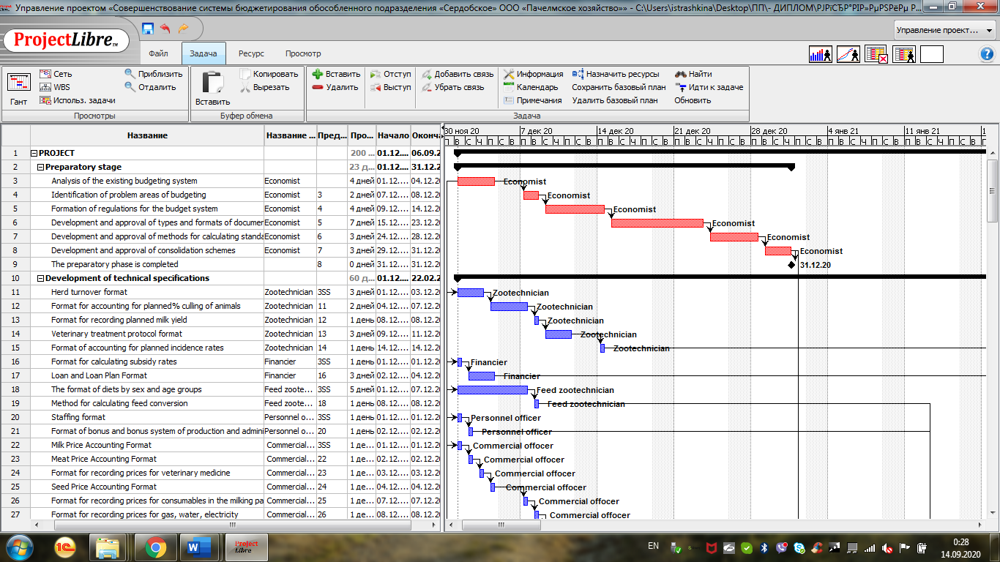 Управление проектом «Совершенствование системы бюджетирования обособленного подразделения «Сердобское» ООО «Пачелмское хозяйство»» - C:\Users\istrashkina\Desktop\ПП\- ДИПЛОМ\
ProjectLibre TM
Управление проект...
Файл Задача Ресурс Просмотр
Гант Сеть WBS Использ. задачи Приблизить Отдалить
Просмотры
Вставить Копировать Вырезать
Буфер обмена
Вставить Удалить Отступ Выступ Добавить связь Убрать связь
Информация Календарь Примечания Назначить ресурсы Сохранить базовый план Удалить базовый план Найти Идти к задаче Обновить
Задача
Название Название ... Пред... Про... Начало Оконча
30 ноя 20 7 дек 20 14 дек 20 21 дек 20 28 дек 20 4 янв 21 11 янв 21
1 PROJECT 200 ... 01.12.... 06.09.2
2 Preparatory stage 23 д... 01.12.... 31.12.2
3 Analysis of the existing budgeting system Economist 4 дней 01.12.... 04.12.20 Economist
4 Identification of problem areas of budgeting Economist 3 2 дней 07.12.... 08.12.20 Economist
5 Formation of regulations for the budget system Economist 4 4 дней 09.12.... 14.12.20 Economist
6 Development and approval of types and formats of documen Economist 5 7 дней 15.12.... 23.12.20 Economist
7 Development and approval of methods for calculating standa Economist 6 3 дней 24.12.... 28.12.20 Economist
8 Development and approval of consolidation schemes Economist 7 3 дней 29.12.... 31.12.20 Economist
9 The preparatory phase is completed 8 0 дней 31.12.... 31.12.20 31.12.20
10 Development of technical specifications 60 д... 01.12.... 22.02.2
11 Herd turnover format Zootechnician 3SS 3 дней 01.12.... 03.12.20 Zootechnician
12 Format for accounting for planned% culling of animals Zootechnician 11 2 дней 04.12.... 07.12.20 Zootechnician
13 Format for recording planned milk yield Zootechnician 12 1 день 08.12.... 08.12.20 Zootechnician
14 Veterinary treatment protocol format Zootechnician 13 3 дней 09.12.... 11.12.20 Zootechnician
15 Format of accounting for planned incidence rates Zootechnician 14 1 день 14.12.... 14.12.20 Zootechnician
16 Format for calculating subsidy rates Financier 3SS 1 день 01.12.... 01.12.20 Financier
17 Loan and Loan Plan Format Financier 16 3 дней 02.12.... 04.12.20 Financier
18 The format of diets by sex and age groups Feed zoote... 3SS 5 дней 01.12.... 07.12.20 Feed zootechnician
19 Method for calculating feed conversion Feed zoote... 18 1 день 08.12.... 08.12.20 Feed zootechnician
20 Staffing format Personnel o... 3SS 1 день 01.12.... 01.12.20 Personnel officer
21 Format of bonus and bonus system of production and admini Personnel o... 20 1 день 02.12.... 02.12.20 Personnel officer
22 Milk Price Accounting Format Commercial... 3SS 1 де... 01.12.... 01.12.20 Commercial offocer
23 Meat Price Accounting Format Commercial... 22 1 де... 02.12.... 02.12.20 Commercial offocer
24 Format for recording prices for veterinary medicine Commercial... 23 1 де... 03.12.... 03.12.20 Commercial offocer
25 Seed Price Accounting Format Commercial... 24 1 де... 04.12.... 04.12.20 Commercial offocer
26 Format for recording prices for consumables in the milking pa Commercial... 25 1 де... 07.12.... 07.12.20 Commercial offocer
27 Format for recording prices for gas, water, electricity Commercial... 26 1 де... 08.12.... 08.12.20 Commercial offocer
1С Project Libre EN 0:28
14.09.2020